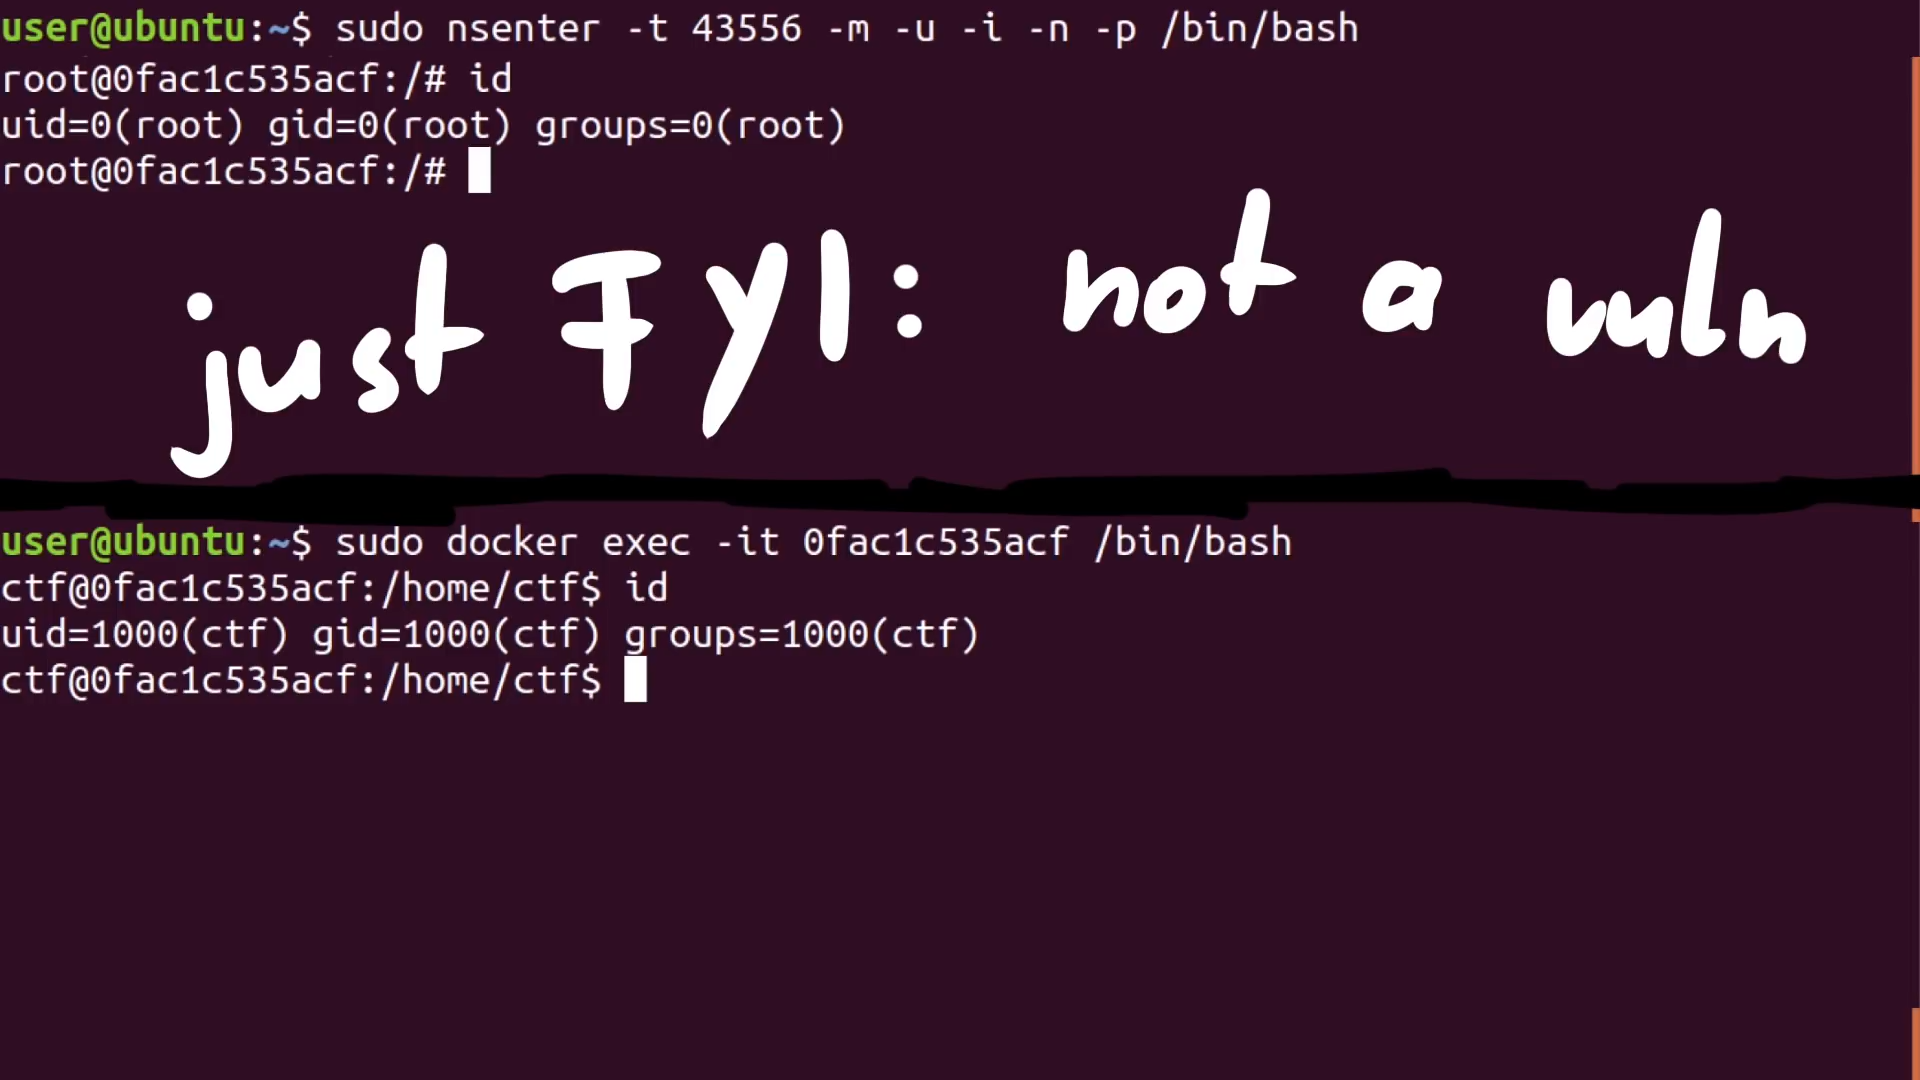 user@ubuntu:~$ sudo nsenter -t 43556 -m -u -i -n -p /bin/bash
root@0fac1c535acf:/# id
uid=0(root) gid=0(root) groups=0(root)
root@0fac1c535acf:/#
just FYI: not a vuln
user@ubuntu:~$ sudo docker exec -it 0fac1c535acf /bin/bash
ctf@0fac1c535acf:/home/ctf$ id
uid=1000(ctf) gid=1000(ctf) groups=1000(ctf)
ctf@0fac1c535acf:/home/ctf$